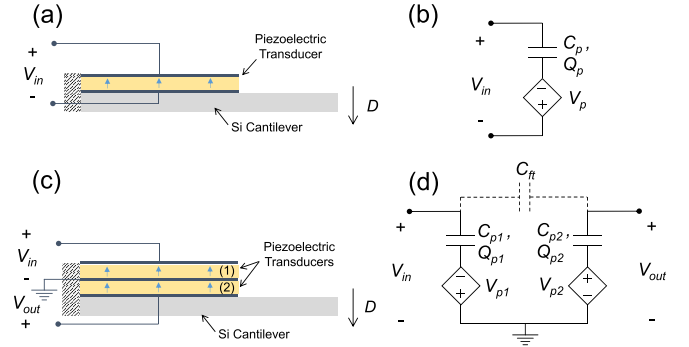 (a)
Piezoelectric
Transducer
+
V_in
-
D
Si Cantilever
(b)
+
C_p,
Q_p
V_in
-
+
V_p
-
(c)
+
V_in
-
V_out
+
Piezoelectric
Transducers
(1)
(2)
D
Si Cantilever
(d)
C_ft
+
C_p1,
Q_p1
C_p2,
Q_p2
+
V_in
-
+
V_p1
V_p2
+
-
V_out
-
-